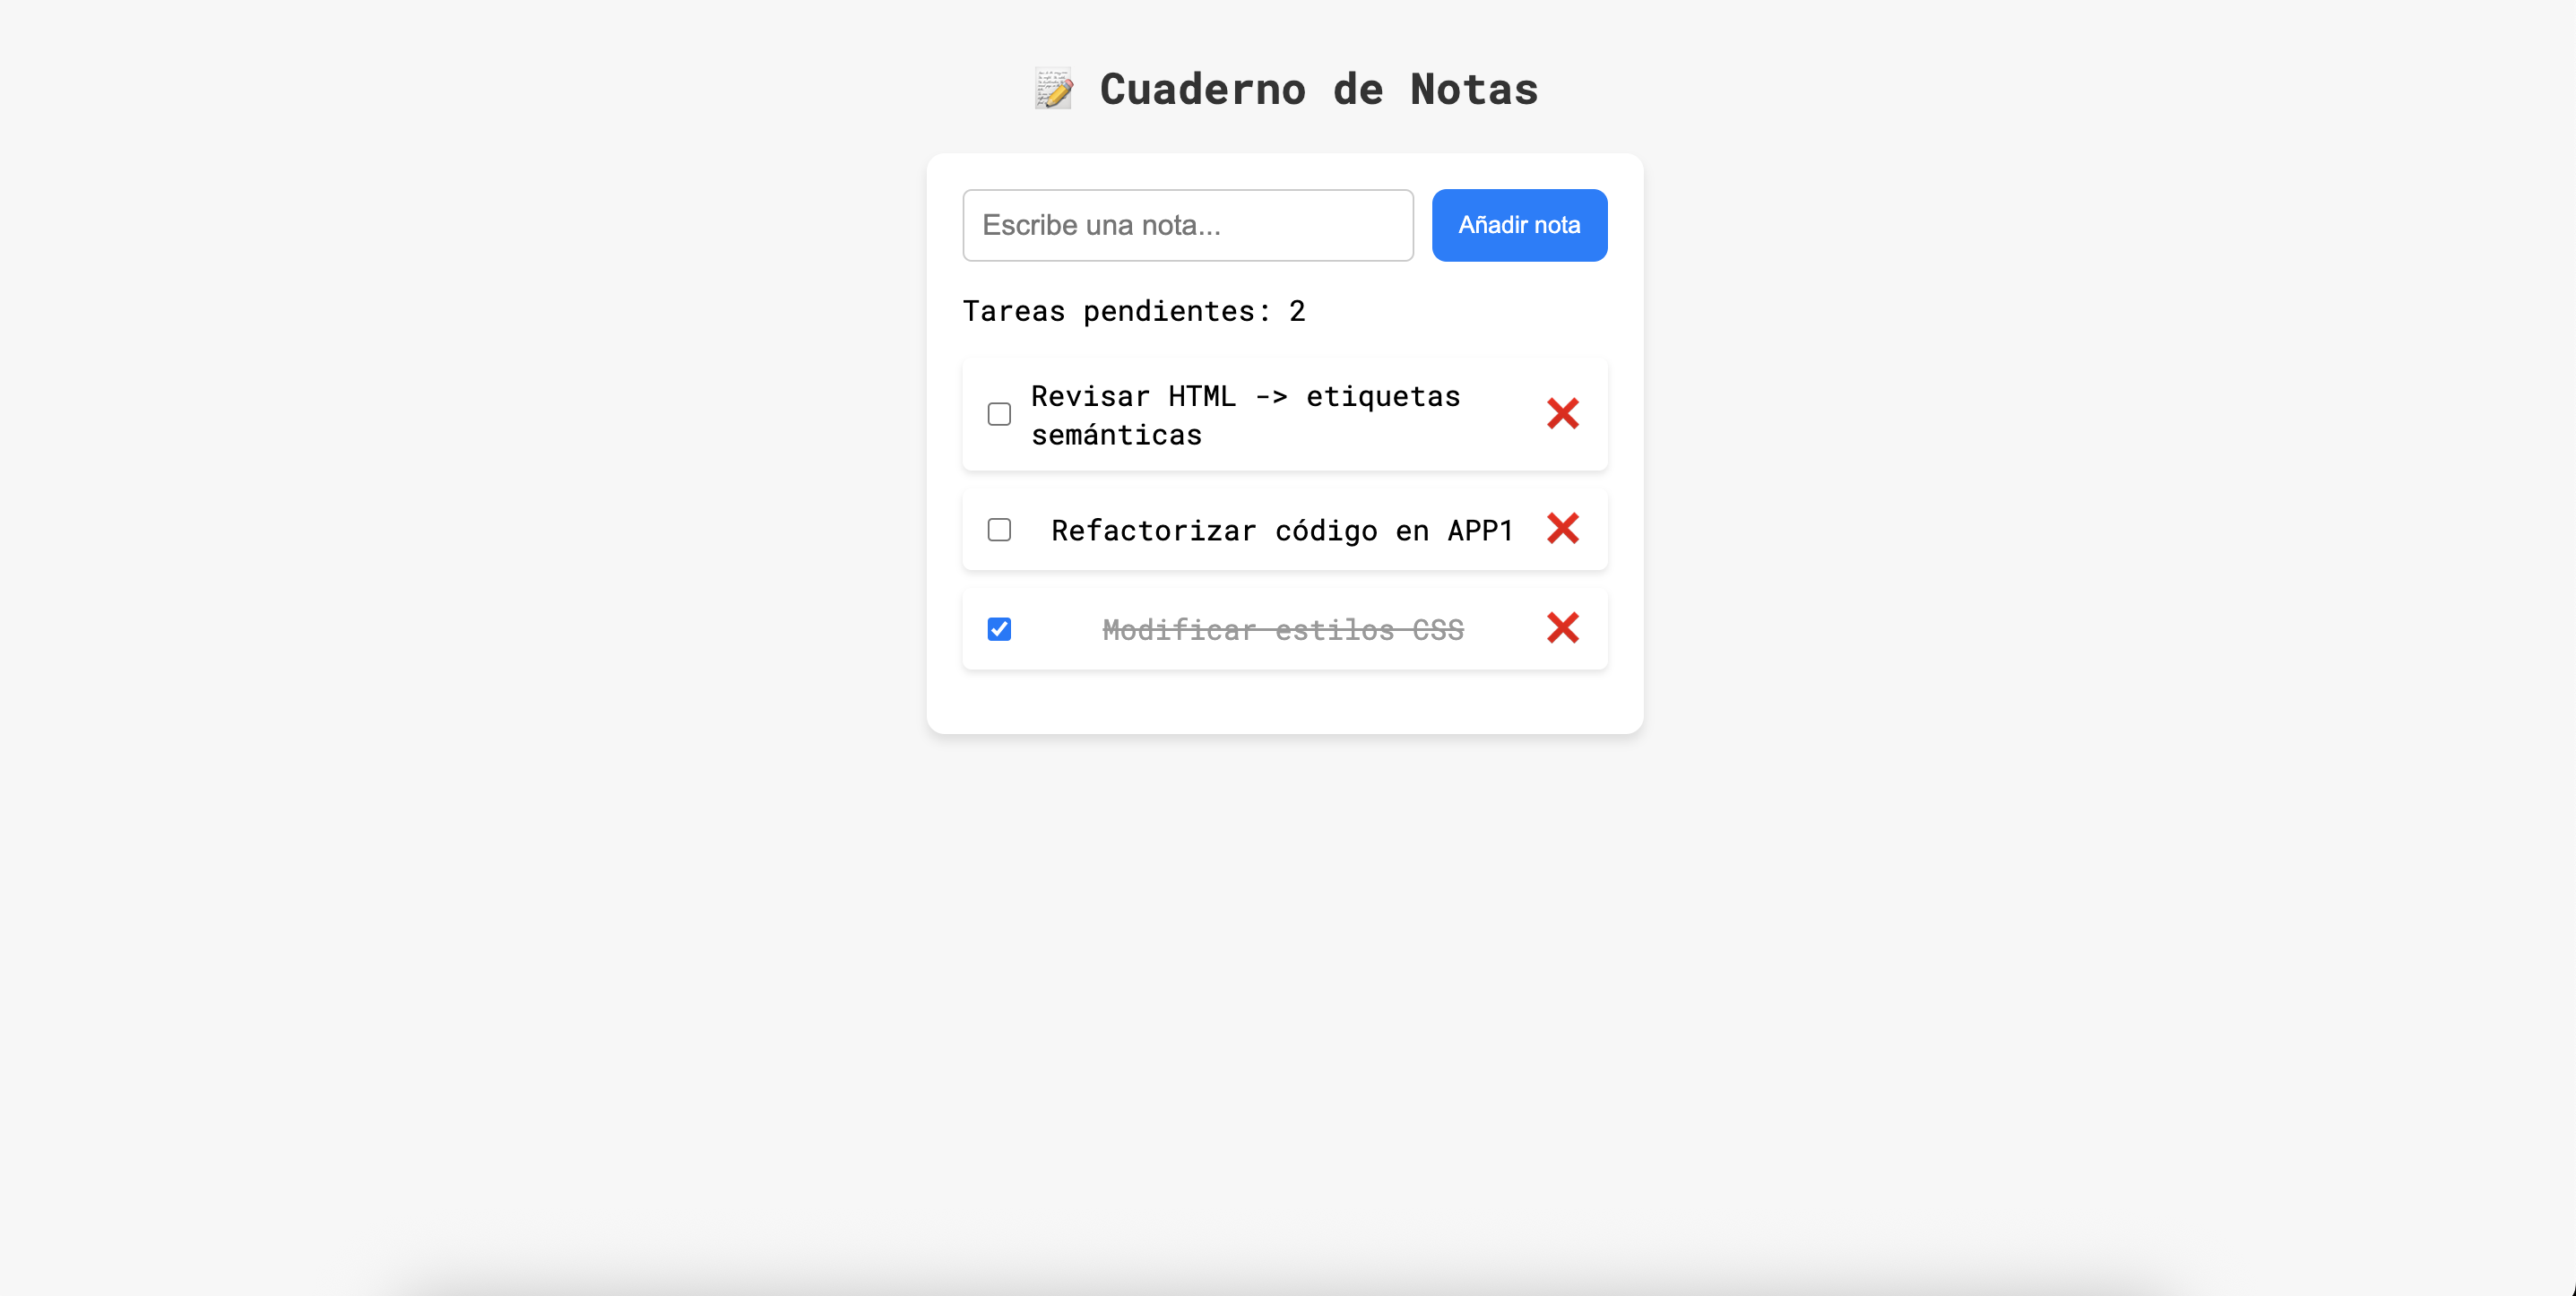 📝 Cuaderno de Notas
Escribe una nota...
Añadir nota
Tareas pendientes: 2
Revisar HTML -> etiquetas
semánticas
Refactorizar código en APP1
Modificar estilos CSS